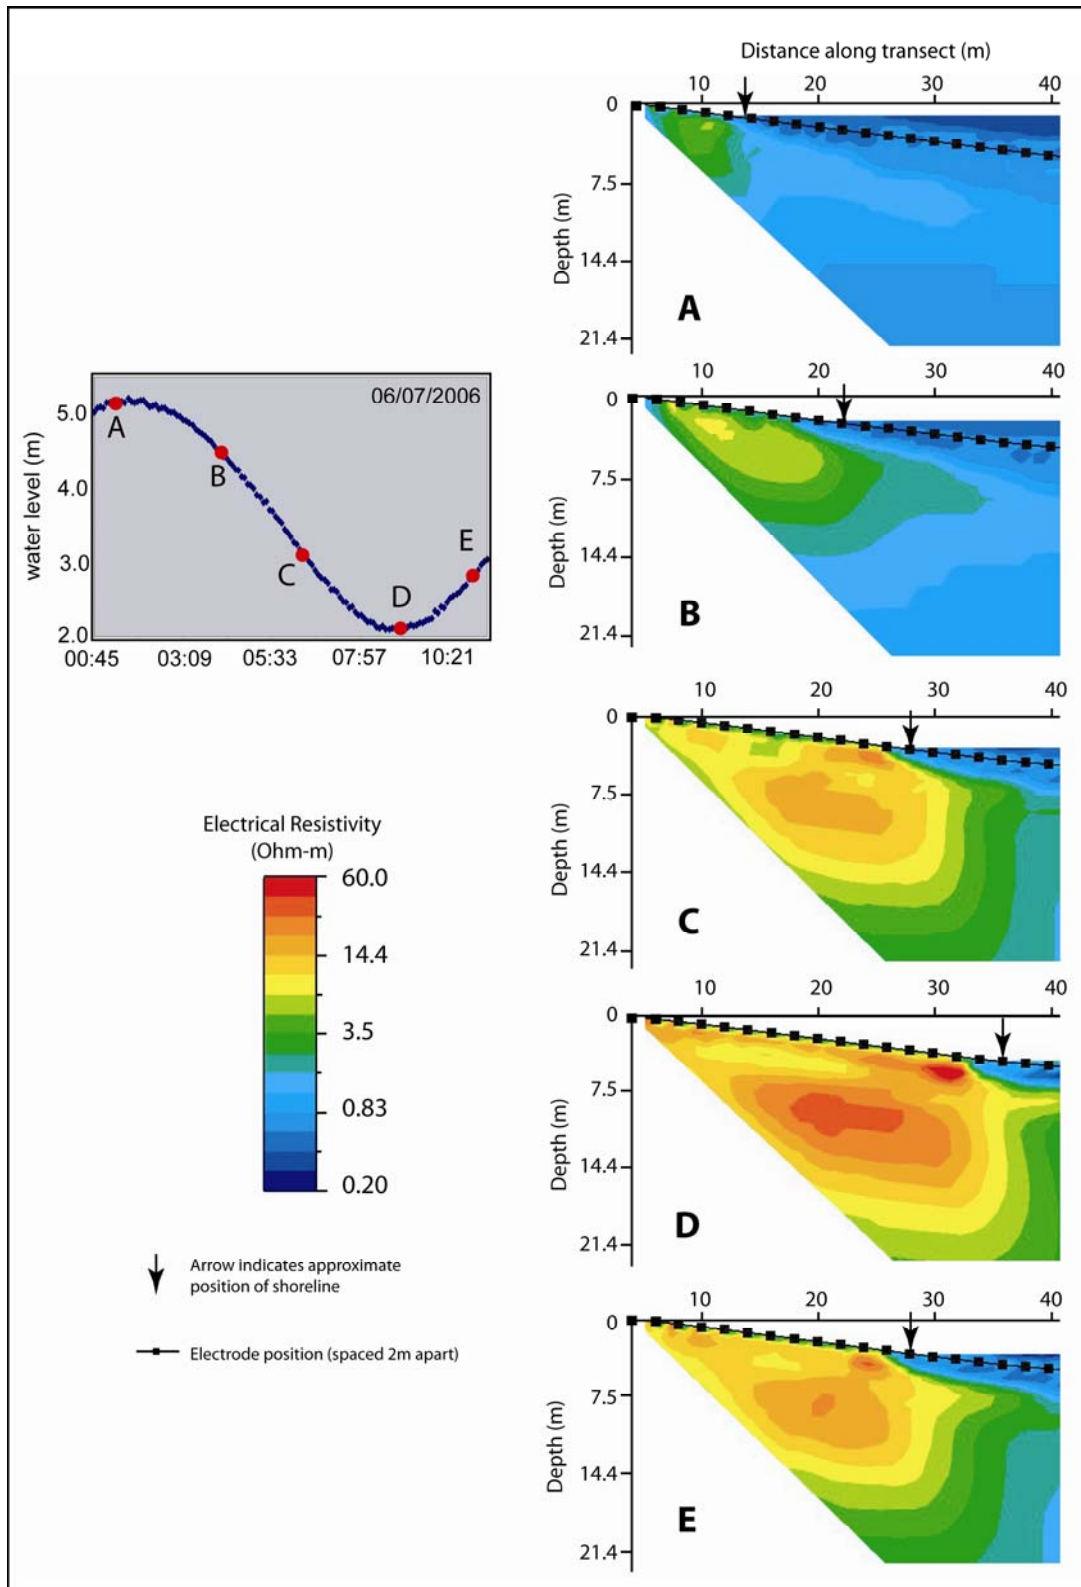 Distance along transect (m)
10 20 30 40
0
7.5
14.4
21.4
Depth (m)
A
10 20 30 40
0
7.5
14.4
21.4
Depth (m)
B
06/07/2006
5.0
4.0
3.0
2.0
water level (m)
A
B
C
D
E
00:45 03:09 05:33 07:57 10:21
10 20 30 40
0
7.5
14.4
21.4
Depth (m)
C
Electrical Resistivity
(Ohm-m)
60.0
14.4
3.5
0.83
0.20
10 20 30 40
0
7.5
14.4
21.4
Depth (m)
D
Arrow indicates approximate
position of shoreline
Electrode position (spaced 2m apart)
10 20 30 40
0
7.5
14.4
21.4
Depth (m)
E